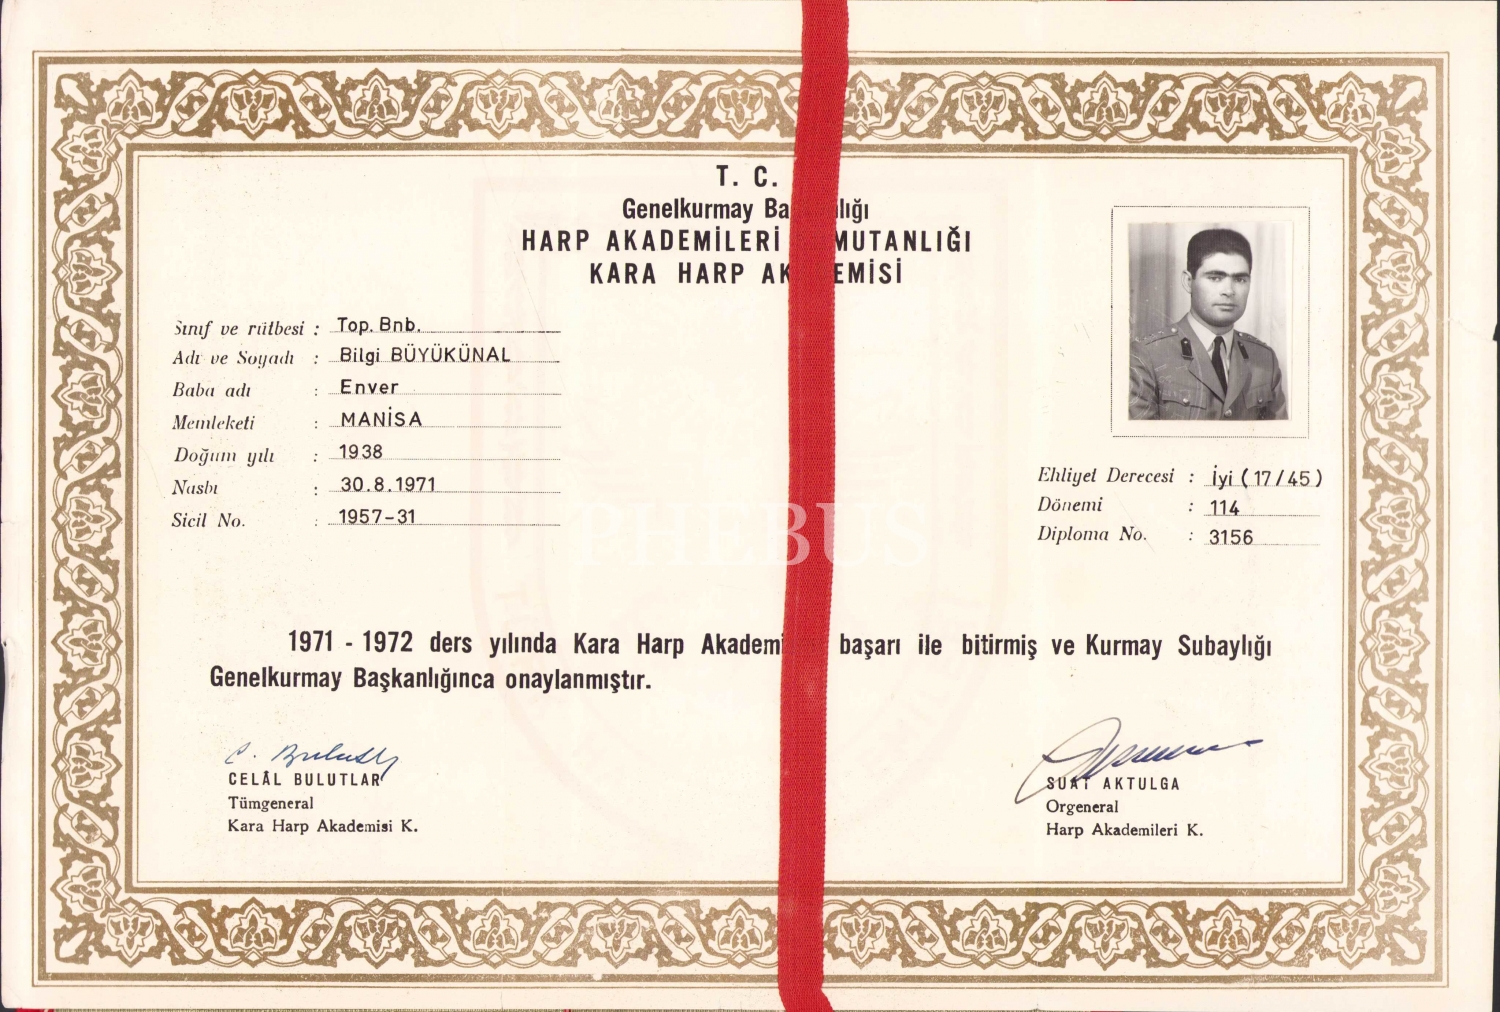 T. C.
Genelkurmay Ba lığı
HARP AKADEMİLERİ MUTANLIĞI
KARA HARP AK EMİSİ
Sınıf ve rütbesi : Top. Bnb.
Adı ve Soyadı : Bilgi BÜYÜKÜNAL
Baba adı : Enver
Memleketi : MANİSA
Doğum yılı : 1938
Nasbı : 30.8.1971
Sicil No. : 1957-31
Ehliyet Derecesi : İyi (17/45)
Dönemi : 114
Diploma No. : 3156
PHEBUS
1971 - 1972 ders yılında Kara Harp Akademi başarı ile bitirmiş ve Kurmay Subaylığı
Genelkurmay Başkanlığınca onaylanmıştır.
C. Bulutlar
CELÂL BULUTLAR
Tümgeneral
Kara Harp Akademisi K.
SUAT AKTULGA
Orgeneral
Harp Akademileri K.